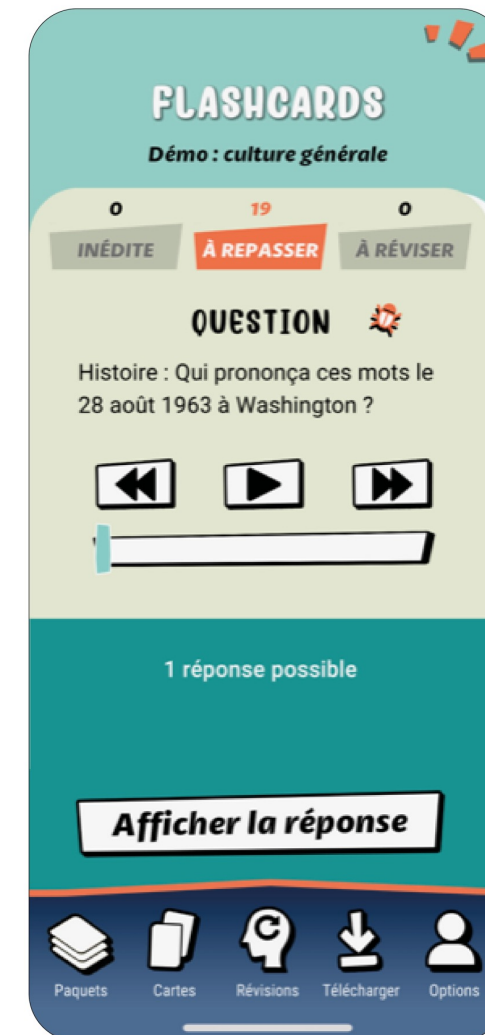 FLASHCARDS
Démo : culture générale
0 19 0
INÉDITE À REPASSER À RÉVISER
QUESTION
Histoire : Qui prononça ces mots le
28 août 1963 à Washington ?
1 réponse possible
Afficher la réponse
Paquets Cartes Révisions Télécharger Options